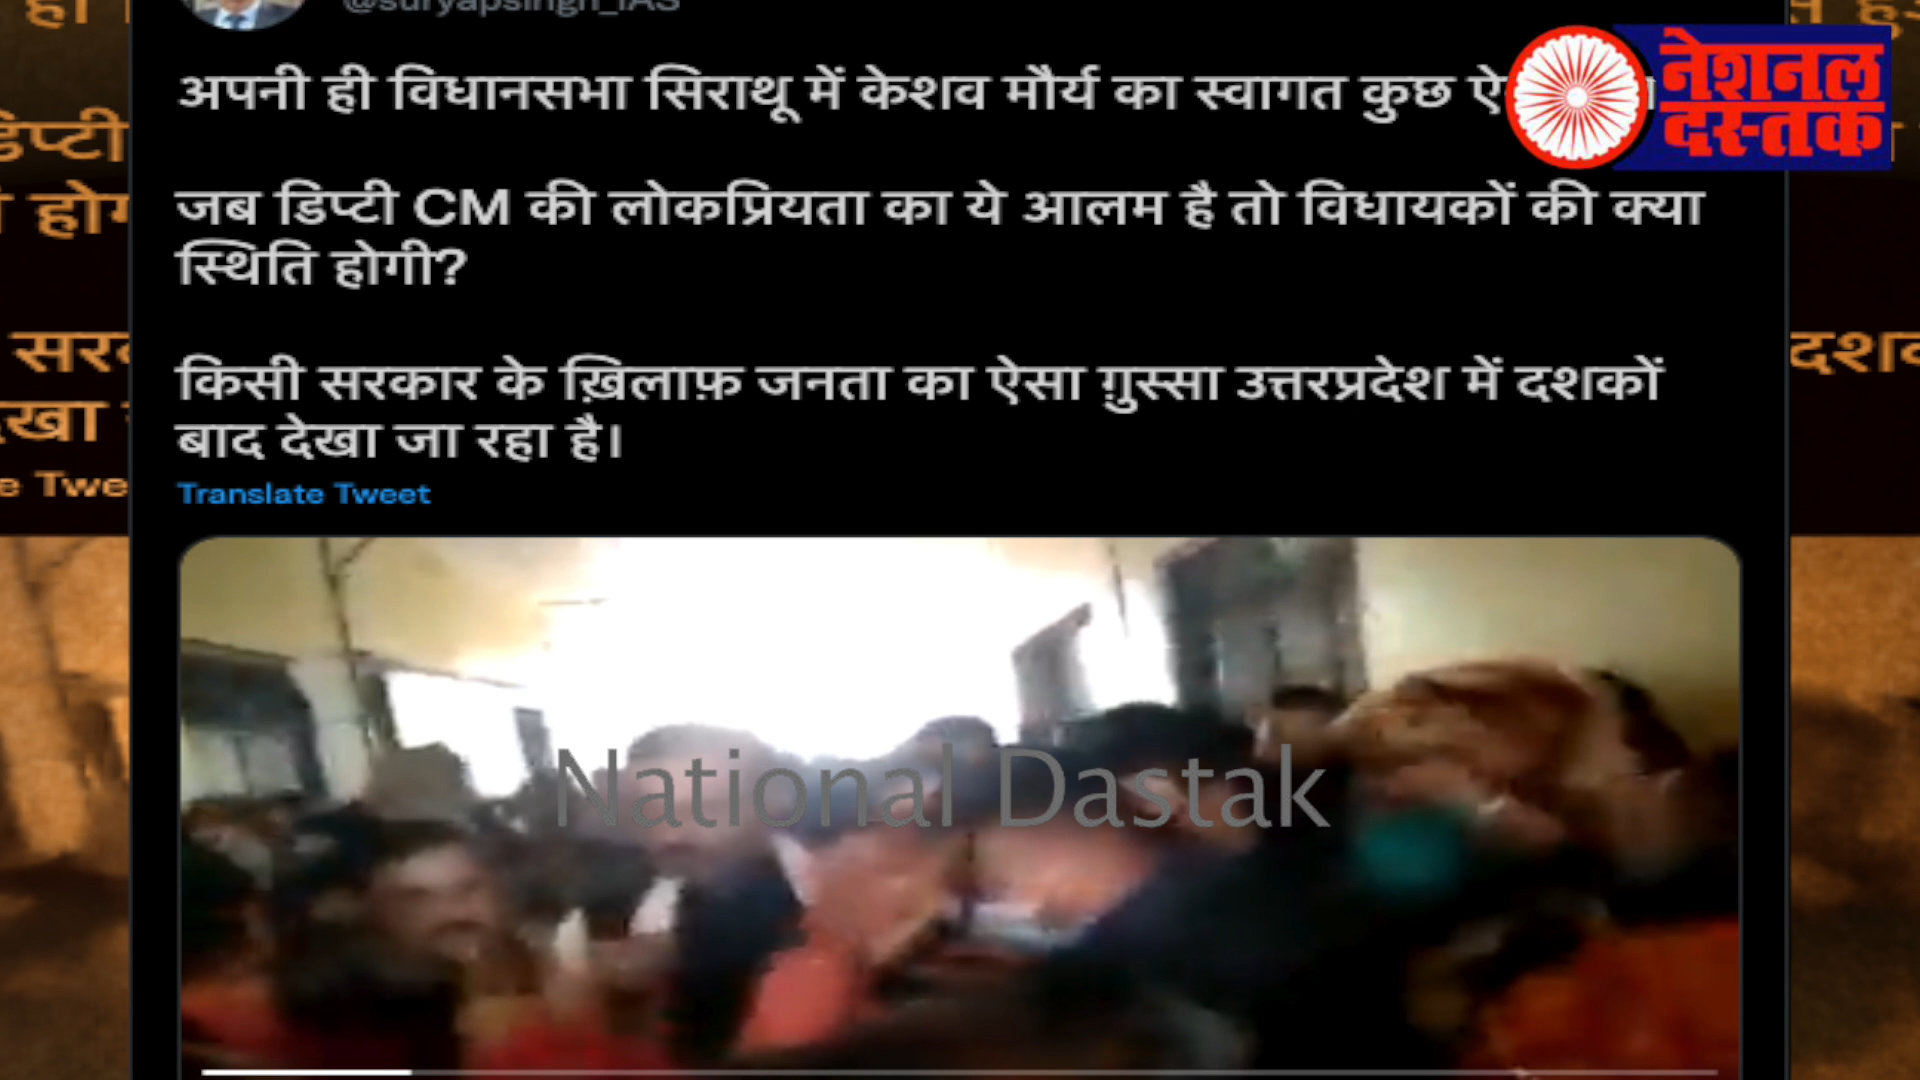 @suryapsingh_IAS
अपनी ही विधानसभा सिराथू में केशव मौर्य का स्वागत कुछ
जब डिप्टी CM की लोकप्रियता का ये आलम है तो विधायकों की क्या
स्थिति होगी?
किसी सरकार के ख़िलाफ़ जनता का ऐसा ग़ुस्सा उत्तरप्रदेश में दशकों
बाद देखा जा रहा है।
Translate Tweet
नेशनल
दस्तक
National Dastak